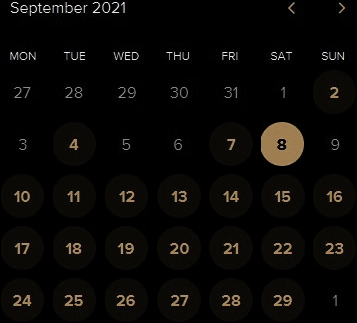 September 2021 < >
MON TUE WED THU FRI SAT SUN
27 28 29 30 31 1 2
3 4 5 6 7 8 9
10 11 12 13 14 15 16
17 18 19 20 21 22 23
24 25 26 27 28 29 1